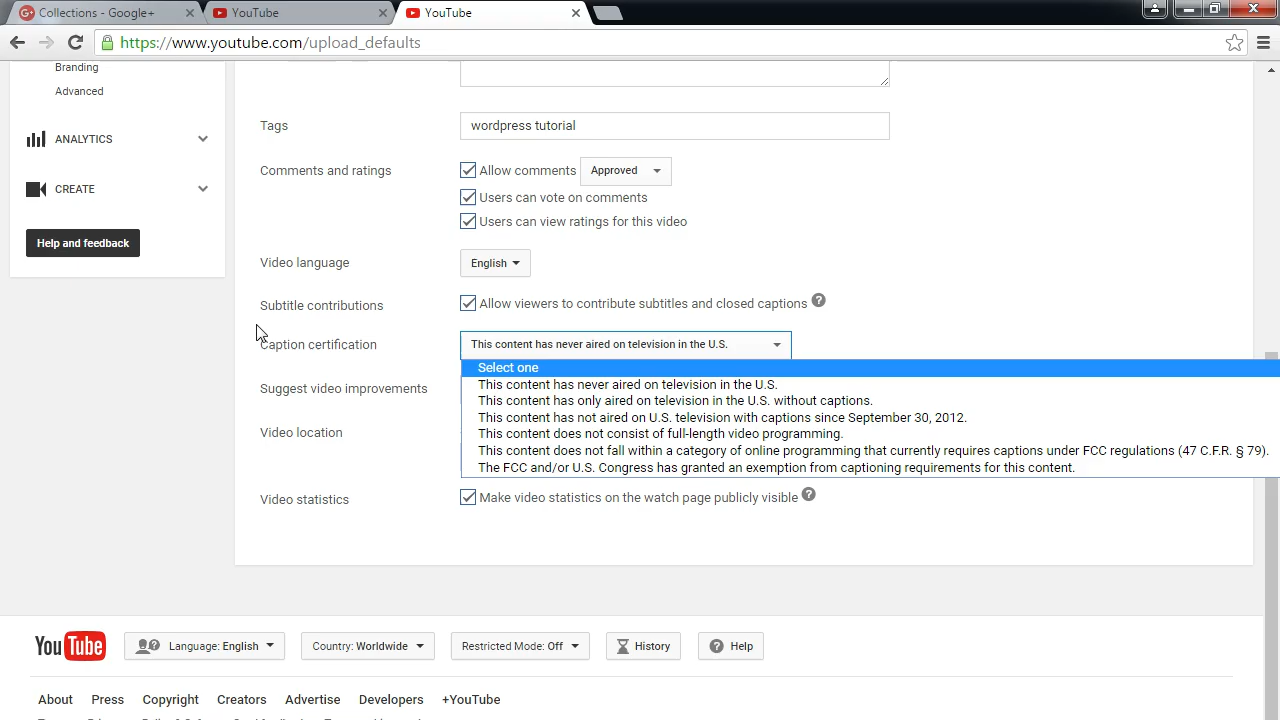 Collections - Google+
YouTube
YouTube
https://www.youtube.com/upload_defaults
Branding
Advanced
ANALYTICS
CREATE
Help and feedback
Tags
wordpress tutorial
Comments and ratings
Allow comments
Approved
Users can vote on comments
Users can view ratings for this video
Video language
English
Subtitle contributions
Allow viewers to contribute subtitles and closed captions
?
Caption certification
This content has never aired on television in the U.S.
Select one
This content has never aired on television in the U.S.
This content has only aired on television in the U.S. without captions.
This content has not aired on U.S. television with captions since September 30, 2012.
This content does not consist of full-length video programming.
This content does not fall within a category of online programming that currently requires captions under FCC regulations (47 C.F.R. § 79).
The FCC and/or U.S. Congress has granted an exemption from captioning requirements for this content.
Suggest video improvements
Video location
Video statistics
Make video statistics on the watch page publicly visible
?
YouTube
Language: English
Country: Worldwide
Restricted Mode: Off
History
Help
About Press Copyright Creators Advertise Developers +YouTube